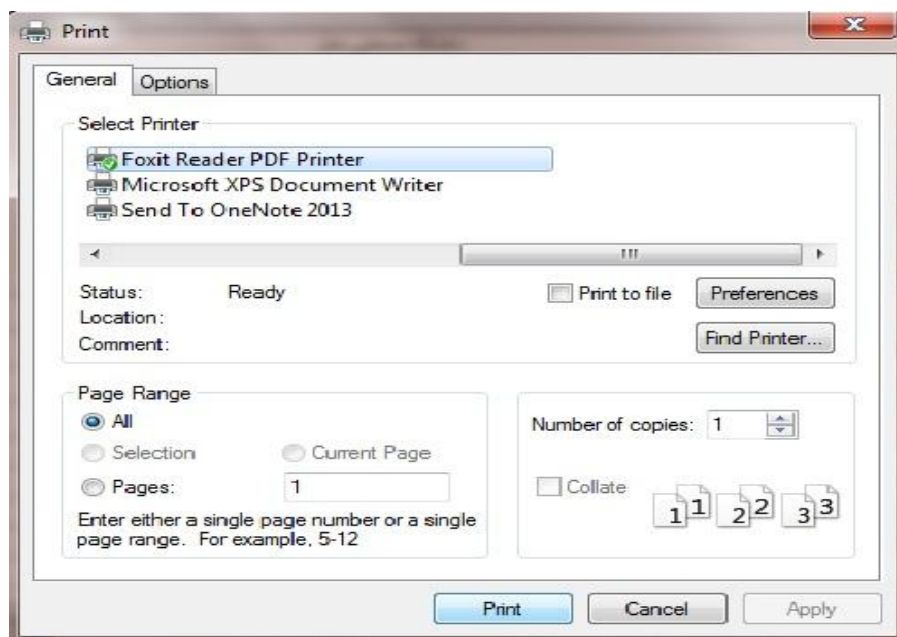 Print
General Options
Select Printer
Foxit Reader PDF Printer
Microsoft XPS Document Writer
Send To OneNote 2013
Status: Ready
Print to file Preferences
Location:
Comment:
Find Printer...
Page Range
All
Selection Current Page
Pages: 1
Enter either a single page number or a single
page range. For example, 5-12
Number of copies: 1
Collate
1 1 2 2 3 3
Print Cancel Apply